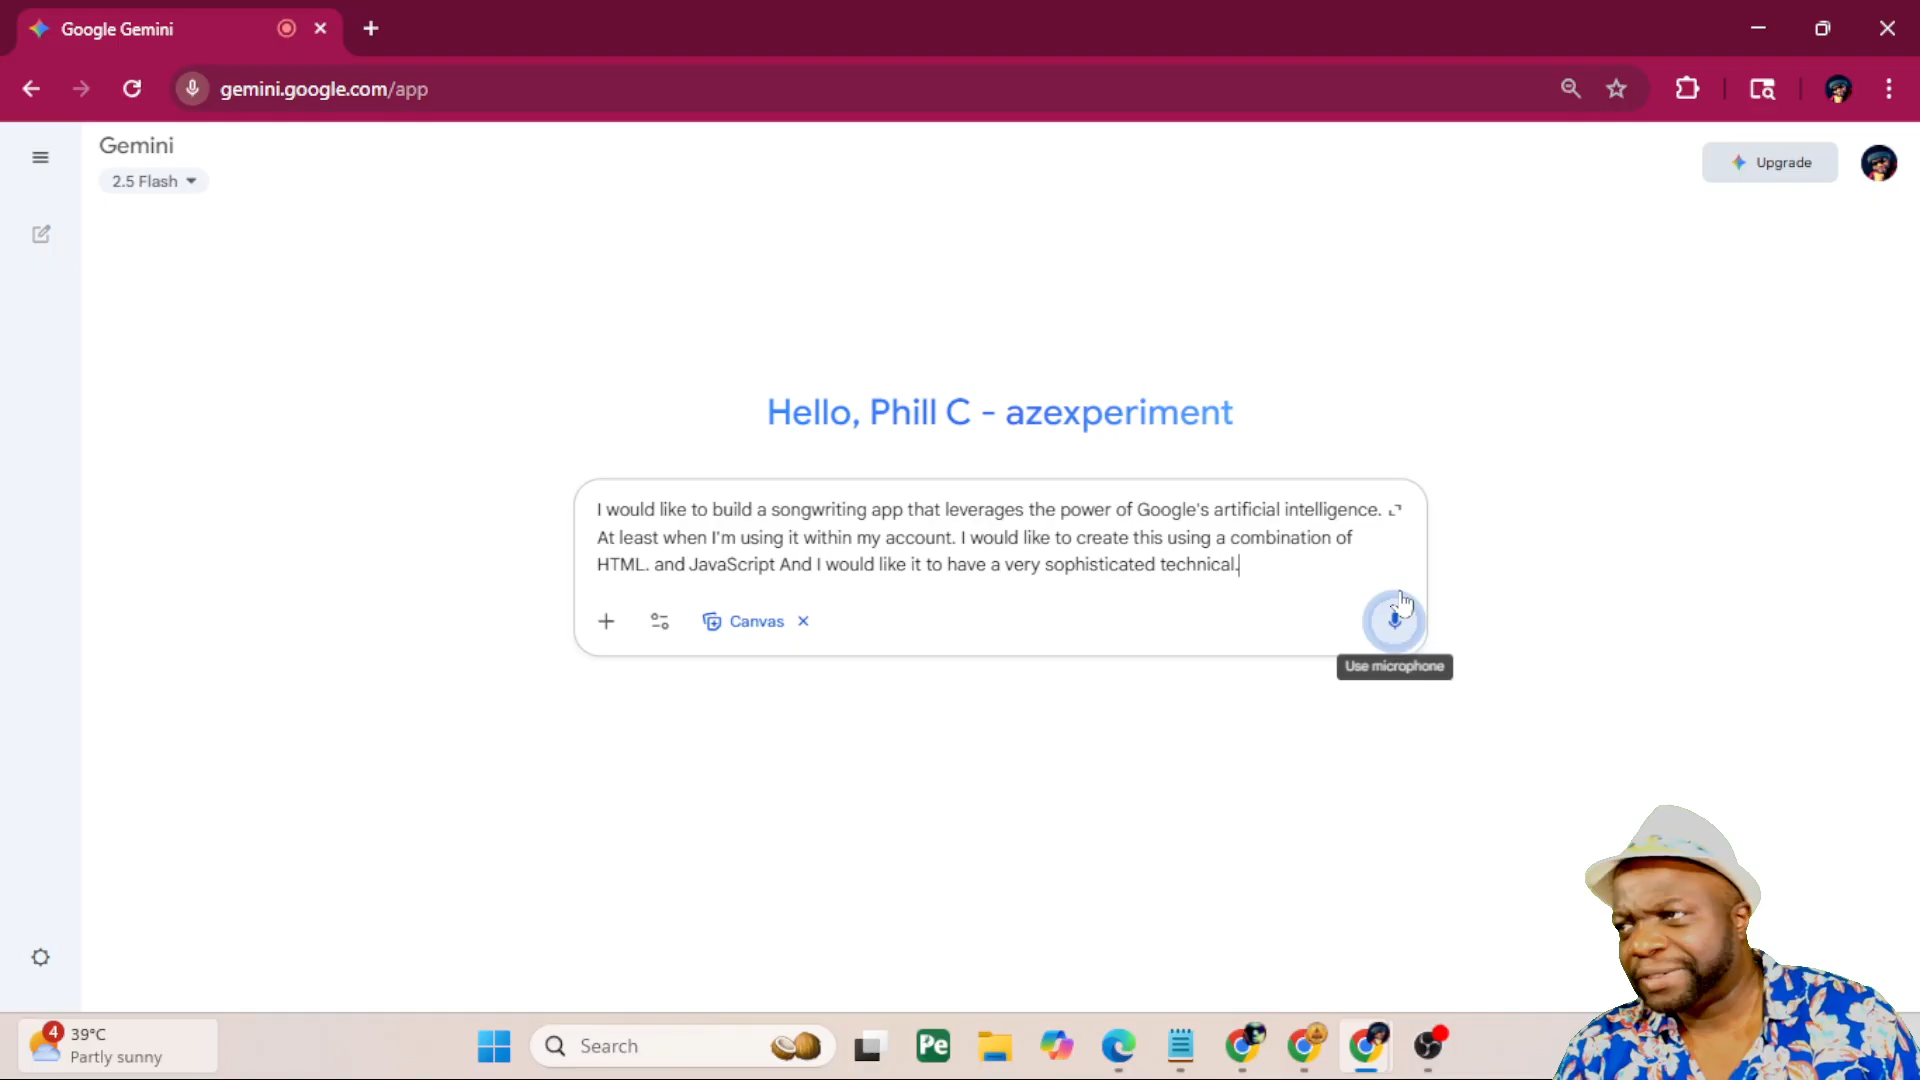 Google Gemini
gemini.google.com/app
Gemini
2.5 Flash
Upgrade
Hello, Phill C - azexperiment
I would like to build a songwriting app that leverages the power of Google's artificial intelligence.
At least when I'm using it within my account. I would like to create this using a combination of
HTML. and JavaScript And I would like it to have a very sophisticated technical.
Canvas
Use microphone
4
39°C
Partly sunny
Search
Pe